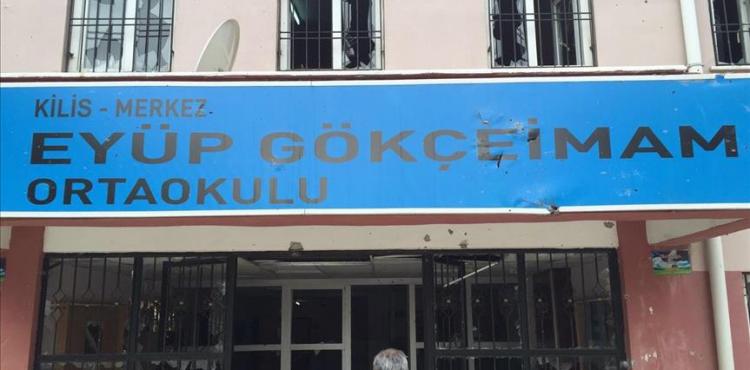 KİLİS - MERKEZ
EYÜP GÖKÇEİMAM
ORTAOKULU